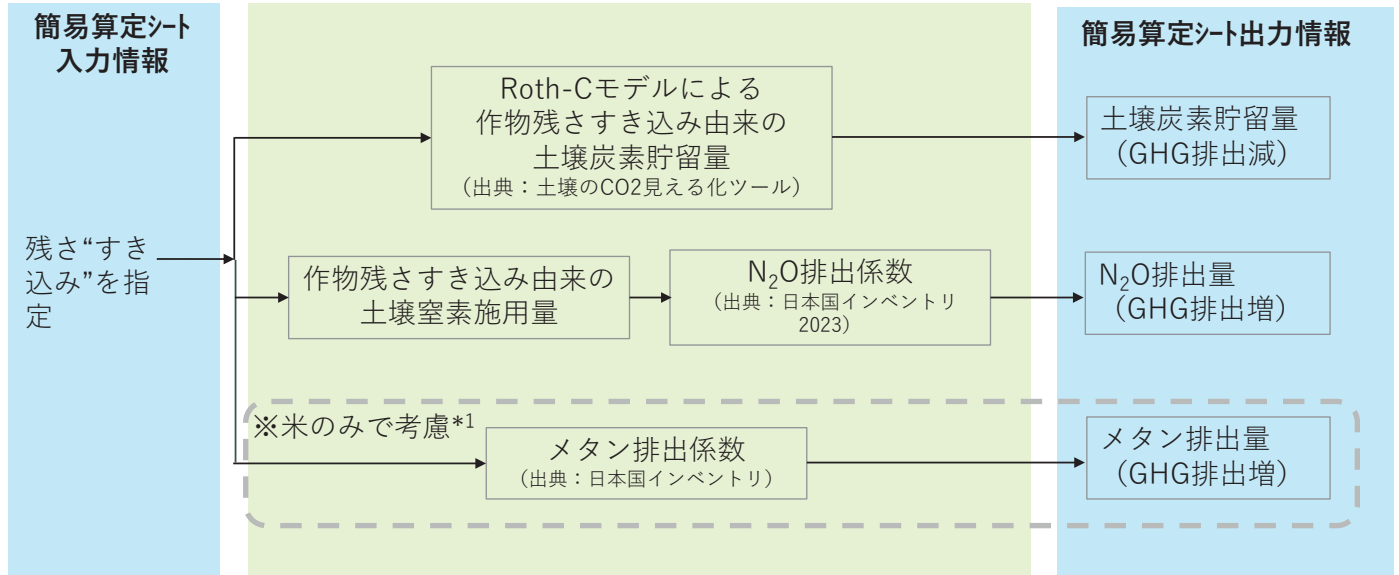 簡易算定シート
入力情報
簡易算定シート出力情報
Roth-Cモデルによる
作物残さすき込み由来の
土壌炭素貯留量
（出典：土壌のCO2見える化ツール）
土壌炭素貯留量
（GHG排出減）
残さ“すき
込み”を指
定
作物残さすき込み由来の
土壌窒素施用量
N₂O排出係数
（出典：日本国インベントリ
2023）
N₂O排出量
（GHG排出増）
※米のみで考慮*1
メタン排出係数
（出典：日本国インベントリ）
メタン排出量
（GHG排出増）